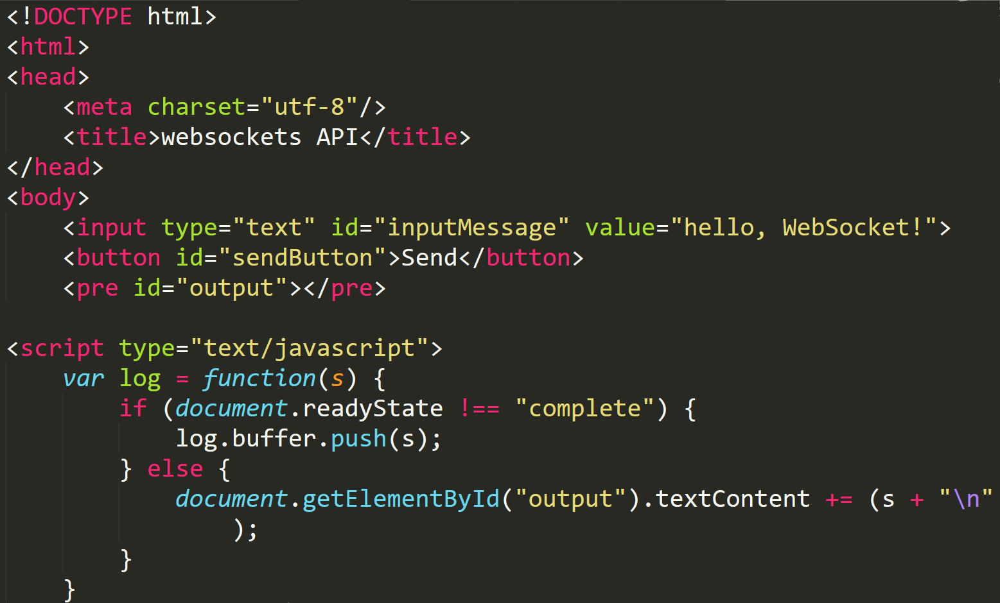 <!DOCTYPE html>
<html>
<head>
    <meta charset="utf-8"/>
    <title>websockets API</title>
</head>
<body>
    <input type="text" id="inputMessage" value="hello, WebSocket!">
    <button id="sendButton">Send</button>
    <pre id="output"></pre>

<script type="text/javascript">
    var log = function(s) {
        if (document.readyState !== "complete") {
            log.buffer.push(s);
        } else {
            document.getElementById("output").textContent += (s + "\n"
                );
        }
    }